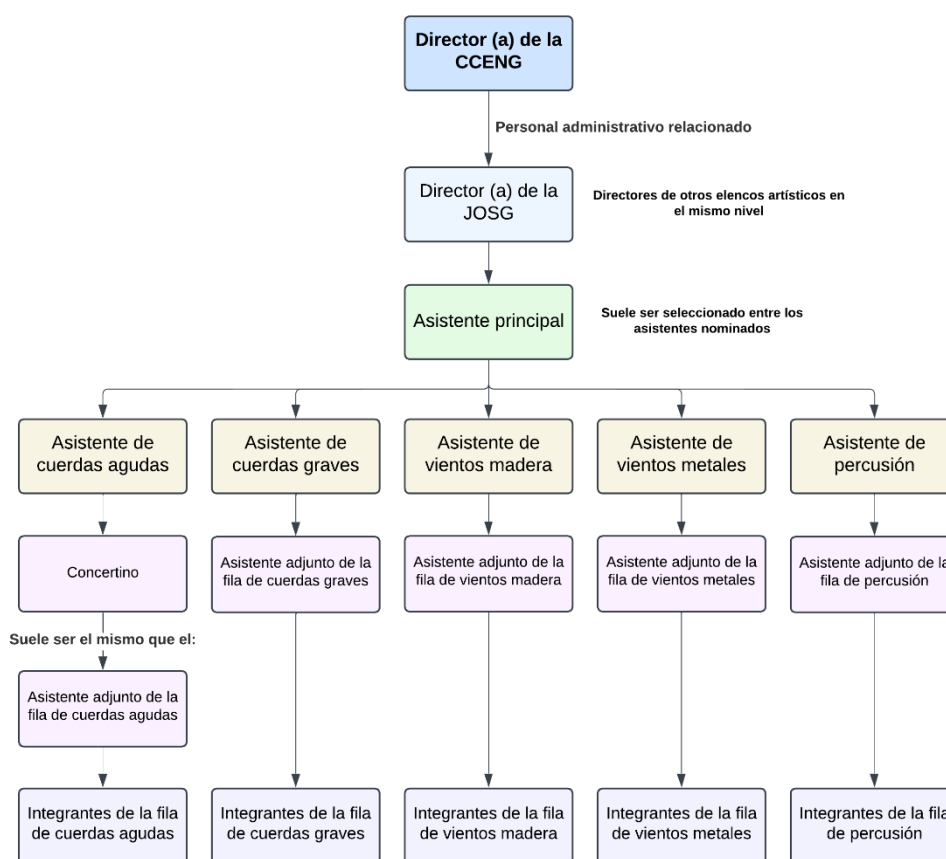 Director (a) de la
CCENG
Personal administrativo relacionado
Director (a) de la
JOSG
Directores de otros elencos artísticos en
el mismo nivel
Asistente principal
Suele ser seleccionado entre los
asistentes nominados
Asistente de
cuerdas agudas
Asistente de
cuerdas graves
Asistente de
vientos madera
Asistente de
vientos metales
Asistente de
percusión
Concertino
Asistente adjunto de la
fila de cuerdas graves
Asistente adjunto de la
fila de vientos madera
Asistente adjunto de la
fila de vientos metales
Asistente adjunto de la
fila de percusión
Suele ser el mismo que el:
Asistente adjunto de la
fila de cuerdas agudas
Integrantes de la fila
de cuerdas agudas
Integrantes de la fila
de cuerdas graves
Integrantes de la fila
de vientos madera
Integrantes de la fila
de vientos metales
Integrantes de la fila
de percusión